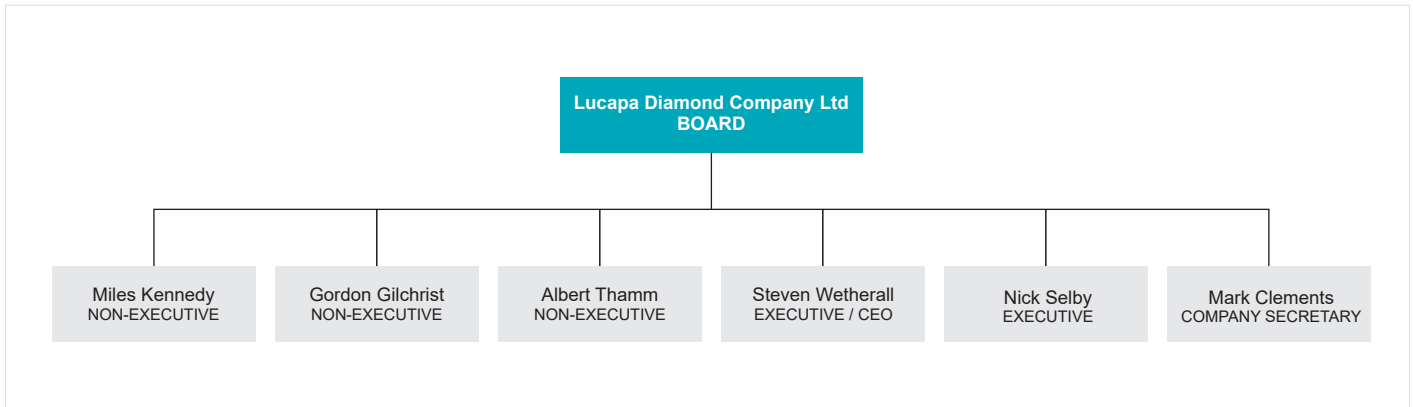 Lucapa Diamond Company Ltd
BOARD
Miles Kennedy
NON-EXECUTIVE
Gordon Gilchrist
NON-EXECUTIVE
Albert Thamm
NON-EXECUTIVE
Steven Wetherall
EXECUTIVE / CEO
Nick Selby
EXECUTIVE
Mark Clements
COMPANY SECRETARY